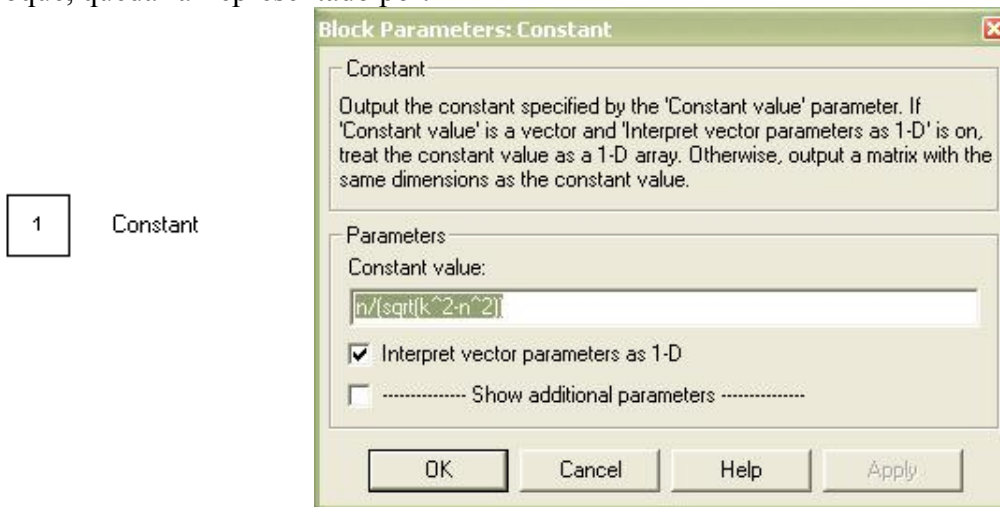 Block Parameters: Constant
Constant
Output the constant specified by the 'Constant value' parameter. If
'Constant value' is a vector and 'Interpret vector parameters as 1-D' is on,
treat the constant value as a 1-D array. Otherwise, output a matrix with the
same dimensions as the constant value.
1 Constant
Parameters
Constant value:
n/(sqrt(k^2-n^2))
Interpret vector parameters as 1-D
-------------- Show additional parameters --------------
OK Cancel Help Apply